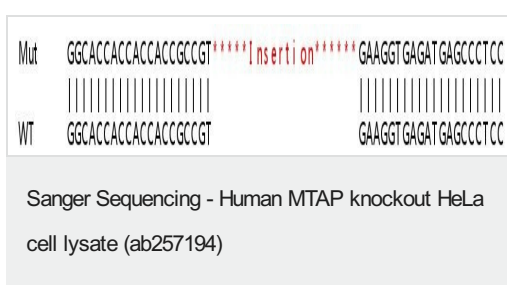 Mut GGCACCACCACCACCGCCGT*****Insertion******GAAGGTGAGATGAGCCCTCC
|||||||||||||||||||| ||||||||||||||||||||
WT GGCACCACCACCACCGCCGT GAAGGTGAGATGAGCCCTCC
Sanger Sequencing - Human MTAP knockout HeLa
cell lysate (ab257194)